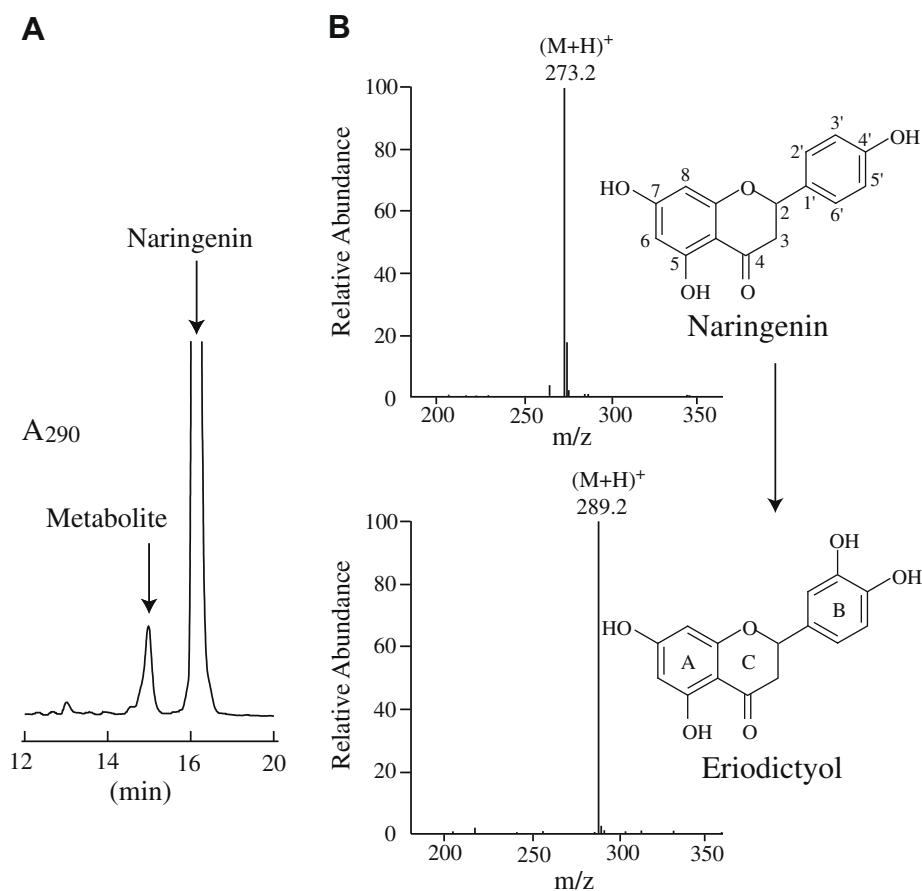 A
Naringenin
A290
Metabolite
12 14 16 20
(min)
B
(M+H)+
273.2
100
80
60
40
20
0
Relative Abundance
200 250 300 350
m/z
3'
4' OH
2'
5'
8
HO 7 O 1'
2 6'
6 3
5 4
OH O
Naringenin
(M+H)+
289.2
100
80
60
40
20
0
Relative Abundance
200 250 300 350
m/z
OH
OH
B
HO O
A C
OH O
Eriodictyol